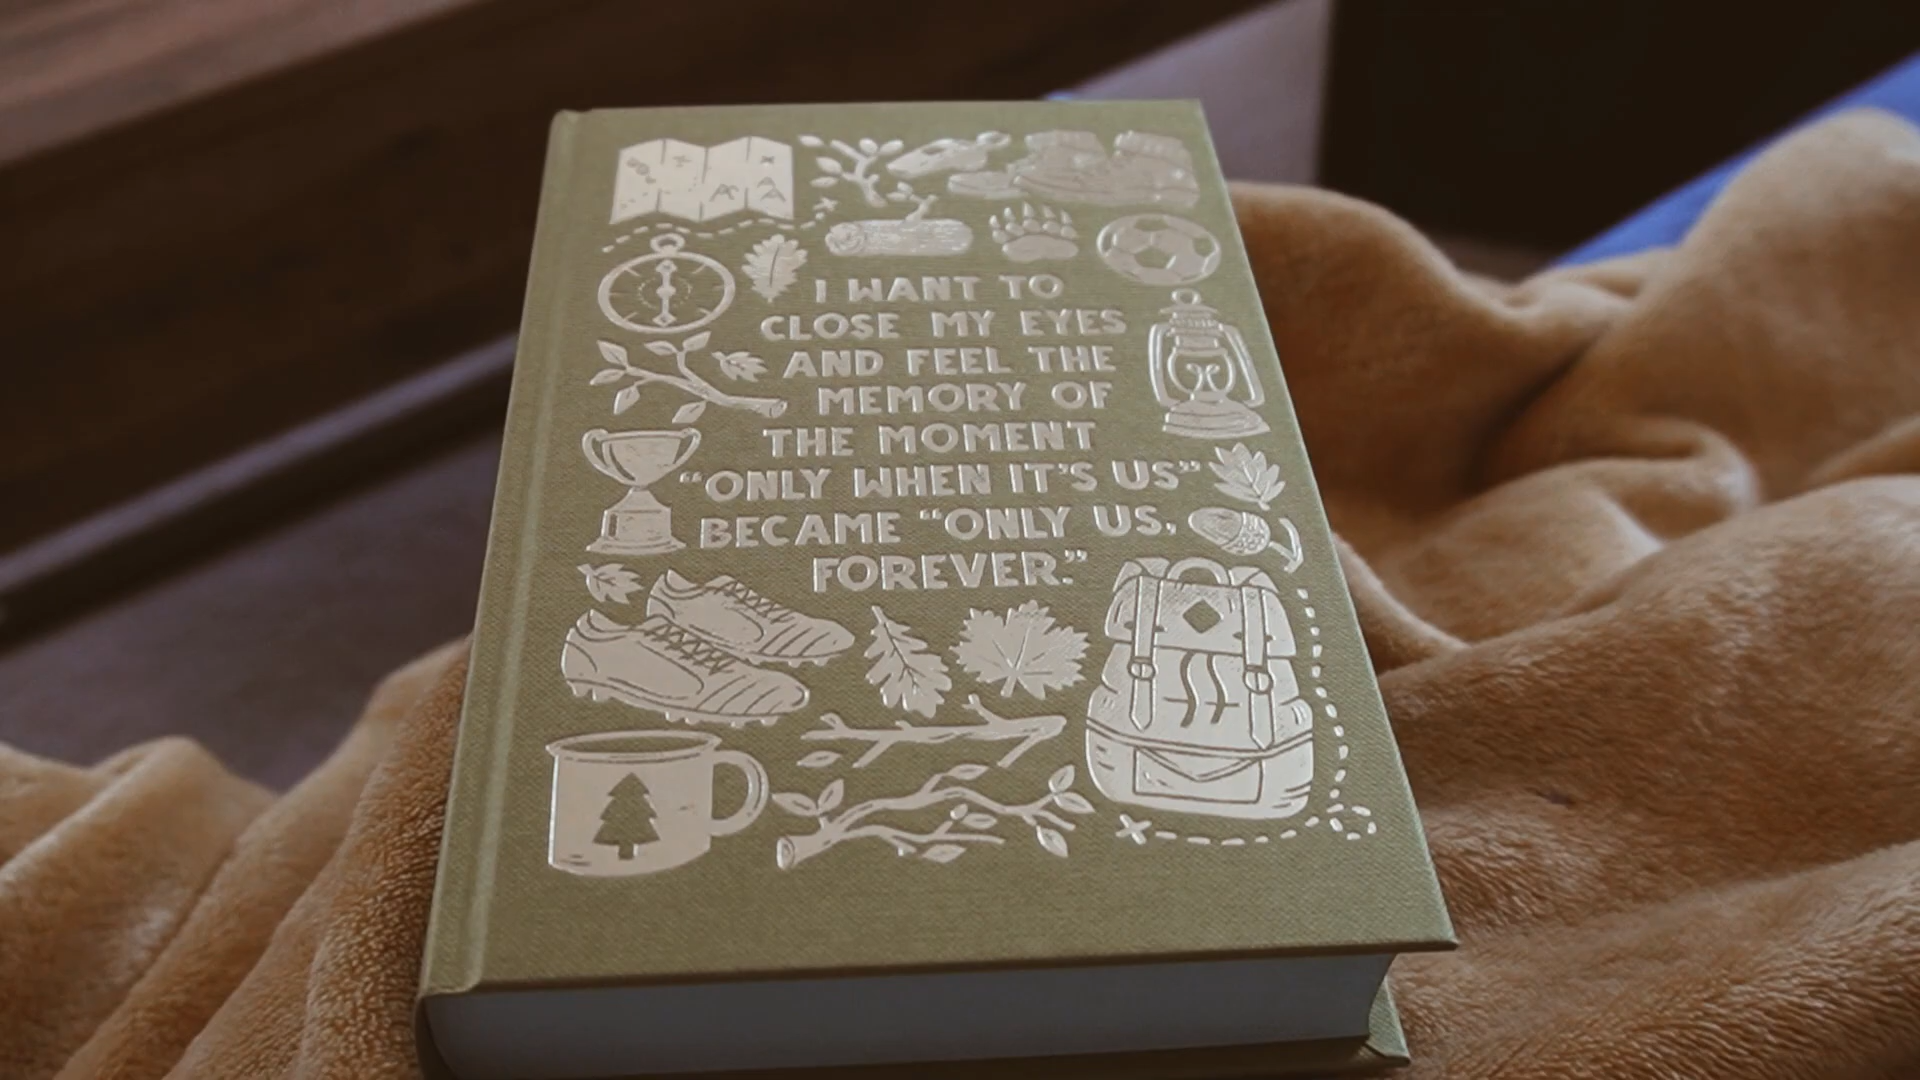 I WANT TO
CLOSE MY EYES
AND FEEL THE
MEMORY OF
THE MOMENT
“ONLY WHEN IT’S US”
BECAME “ONLY US,
FOREVER.”